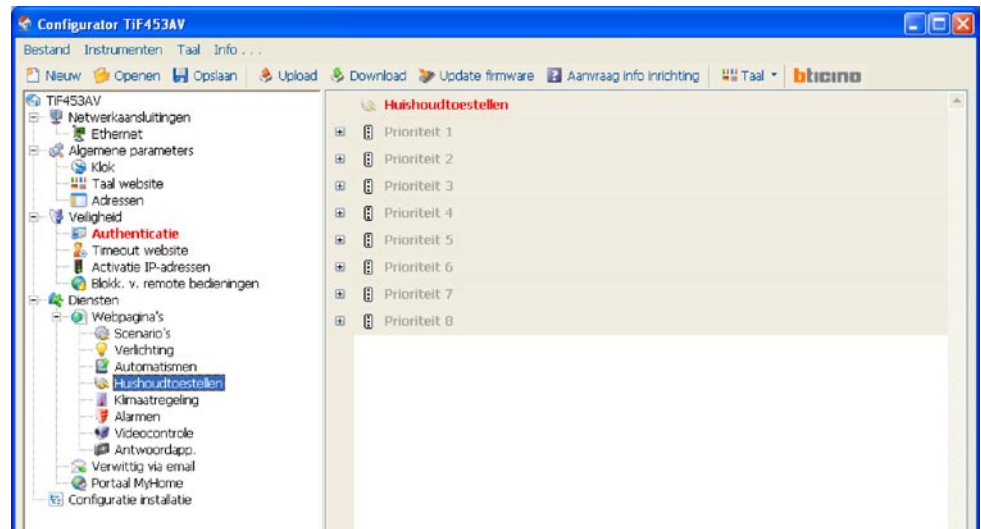 Configurator TiF453AV
Bestand Instrumenten Taal Info . . .
Nieuw Openen Opslaan Upload Download Update firmware Aanvraag info inrichting Taal bticino
TiF453AV
Netwerkaansluitingen
Ethernet
Algemene parameters
Klok
Taal website
Adressen
Veiligheid
Authenticatie
Timeout website
Activatie IP-adressen
Blokk. v. remote bedieningen
Diensten
Webpagina's
Scenario's
Verlichting
Automatismen
Huishoudtoestellen
Klimaatregeling
Alarmen
Videocontrole
Antwoordapp.
Verwittig via email
Portaal MyHome
Configuratie installatie
Huishoudtoestellen
Prioriteit 1
Prioriteit 2
Prioriteit 3
Prioriteit 4
Prioriteit 5
Prioriteit 6
Prioriteit 7
Prioriteit 8